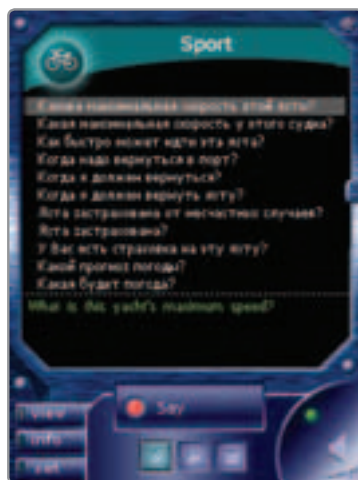 Sport
Какова максимальная скорость этой яхты?
Какая максимальная скорость у этого судна?
Как быстро может идти эта яхта?
Когда надо вернуться в порт?
Когда я должен вернуться?
Когда я должен вернуть яхту?
Яхта застрахована от несчастных случаев?
Яхта застрахована?
У Вас есть страховка на эту яхту?
Какой прогноз погоды?
Какая будет погода?
What is this yacht's maximum speed?
Say
view
info